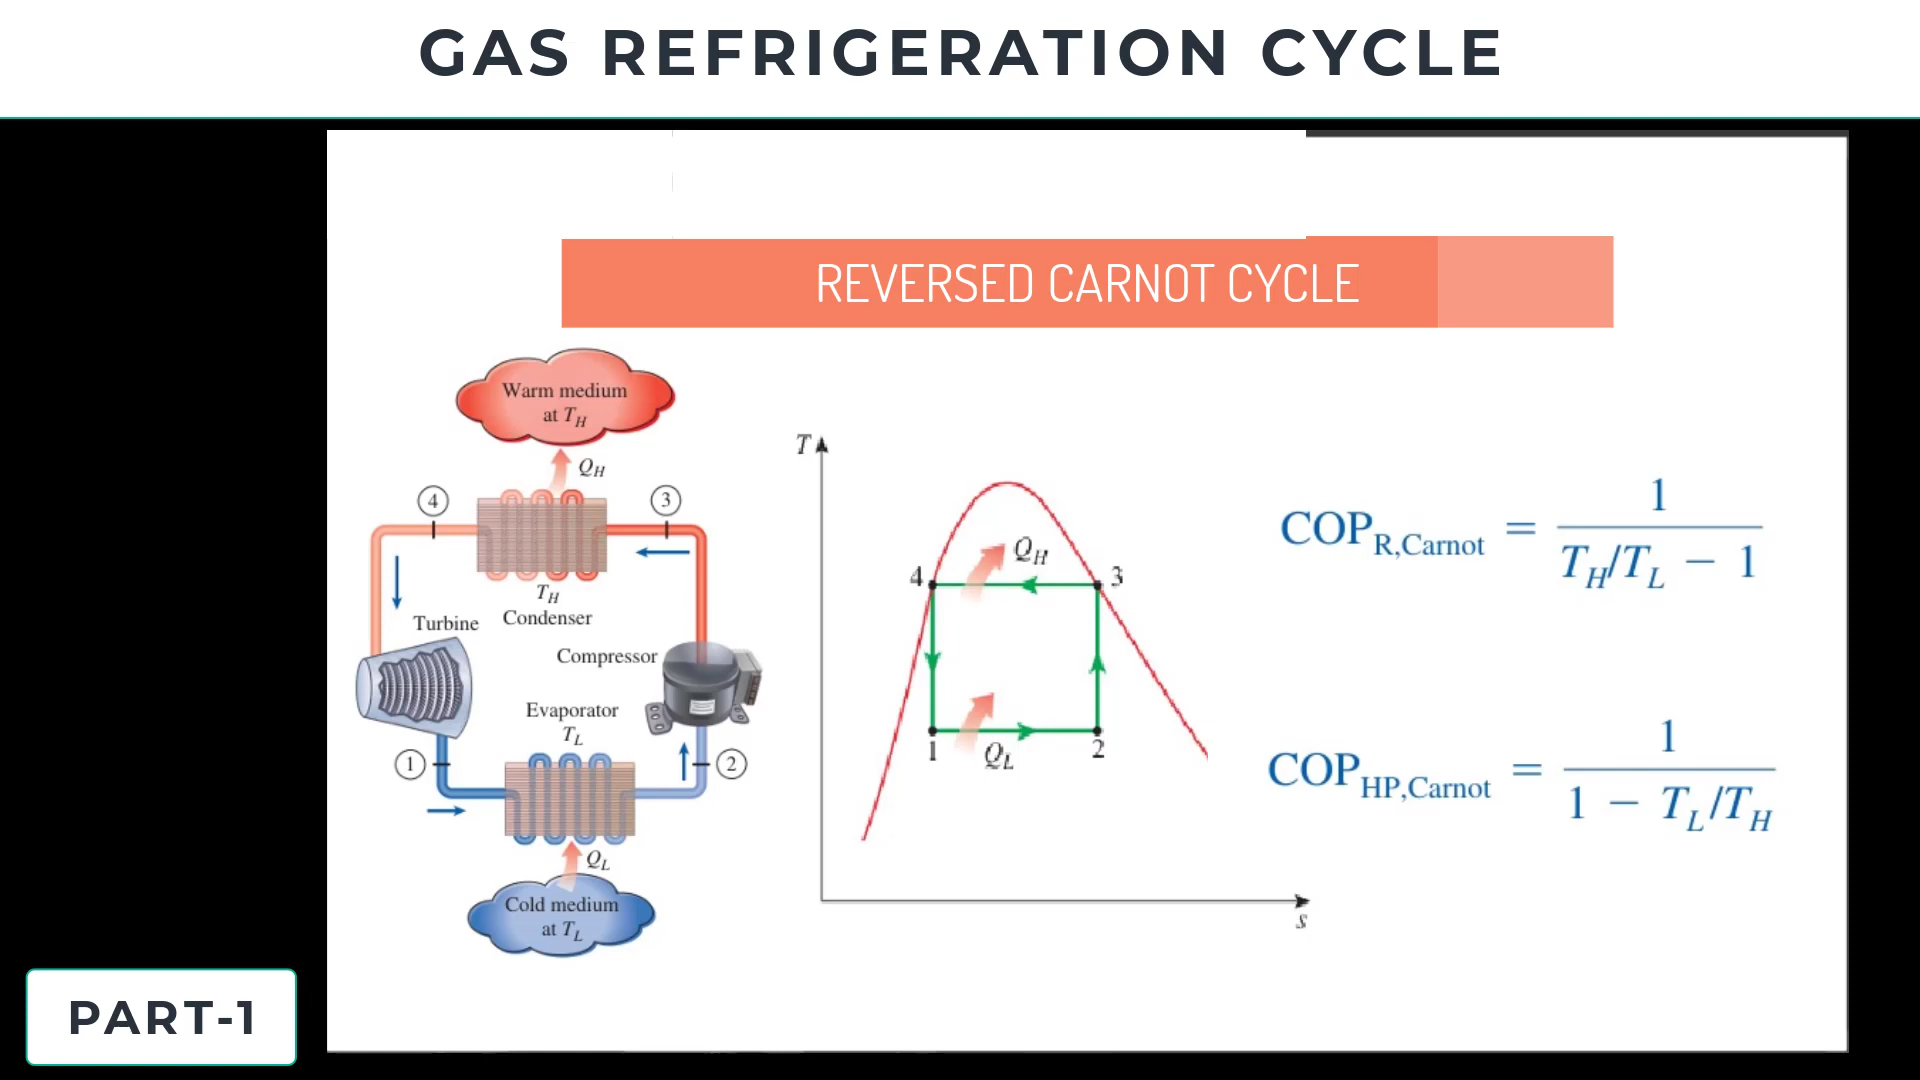 GAS REFRIGERATION CYCLE
REVERSED CARNOT CYCLE
Warm medium
at T_H
Q_H
4
3
T_H
Condenser
Turbine
Compressor
Evaporator
T_L
1
2
Q_L
Cold medium
at T_L
T
Q_H
4
3
1
Q_L
2
s
COP_R,Carnot = 1 / (T_H/T_L − 1)
COP_HP,Carnot = 1 / (1 − T_L/T_H)
PART-1